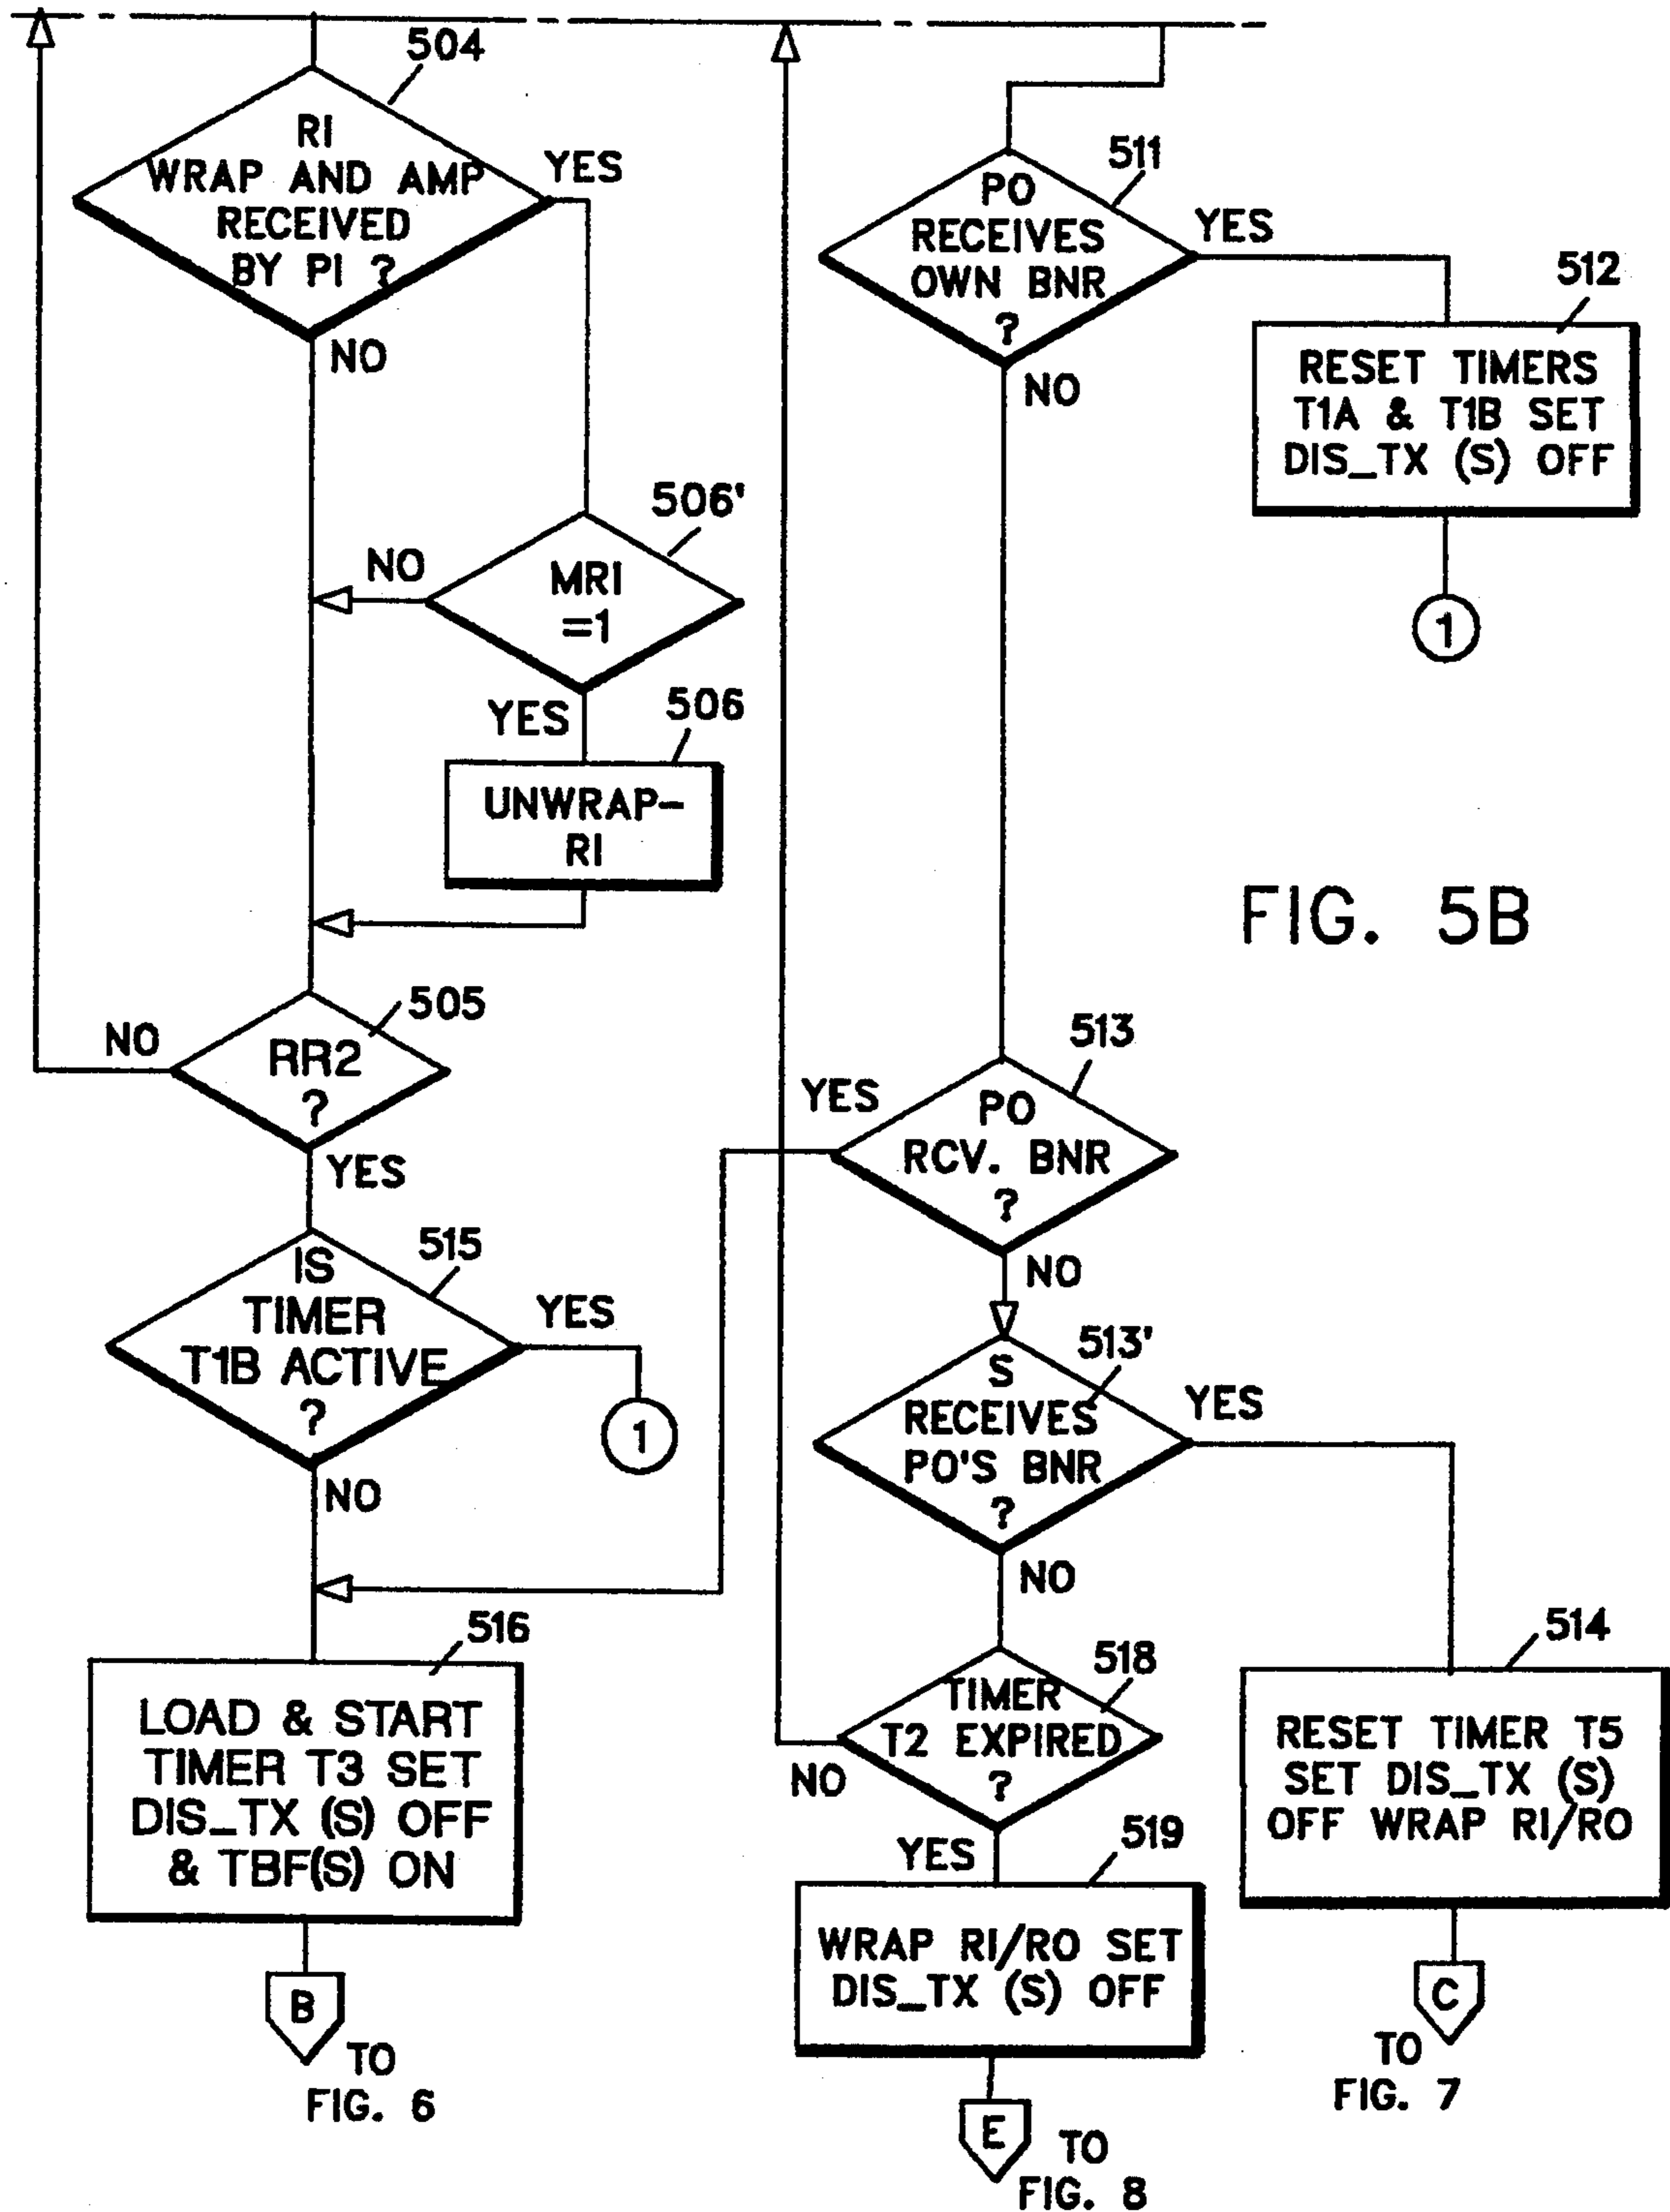 504
RI
WRAP AND AMP
RECEIVED
BY PI ?
YES
NO
506'
NO
MRI
=1
YES
506
UNWRAP-
RI
505
NO
RR2
?
YES
515
IS
TIMER
T1B ACTIVE
?
YES
1
NO
516
LOAD & START
TIMER T3 SET
DIS_TX (S) OFF
& TBF(S) ON
B
TO
FIG. 6
511
PO
RECEIVES
OWN BNR
?
YES
NO
512
RESET TIMERS
T1A & T1B SET
DIS_TX (S) OFF
1
FIG. 5B
513
YES
PO
RCV. BNR
?
NO
513'
S
RECEIVES
PO'S BNR
?
YES
NO
518
TIMER
T2 EXPIRED
?
NO
YES
519
WRAP RI/RO SET
DIS_TX (S) OFF
E
TO
FIG. 8
514
RESET TIMER T5
SET DIS_TX (S)
OFF WRAP RI/RO
C
TO
FIG. 7